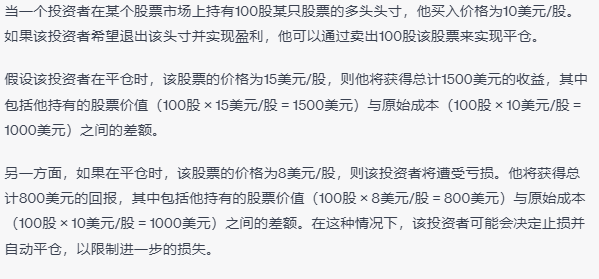 当一个投资者在某个股票市场上持有100股某只股票的多头头寸，他买入价格为10美元/股。
如果该投资者希望退出该头寸并实现盈利，他可以通过卖出100股该股票来实现平仓。
假设该投资者在平仓时，该股票的价格为15美元/股，则他将获得总计1500美元的收益，其中
包括他持有的股票价值（100股 × 15美元/股 = 1500美元）与原始成本（100股 × 10美元/股 =
1000美元）之间的差额。
另一方面，如果在平仓时，该股票的价格为8美元/股，则该投资者将遭受亏损。他将获得总
计800美元的回报，其中包括他持有的股票价值（100股 × 8美元/股 = 800美元）与原始成本
（100股 × 10美元/股 = 1000美元）之间的差额。在这种情况下，该投资者可能会决定止损并
自动平仓，以限制进一步的损失。